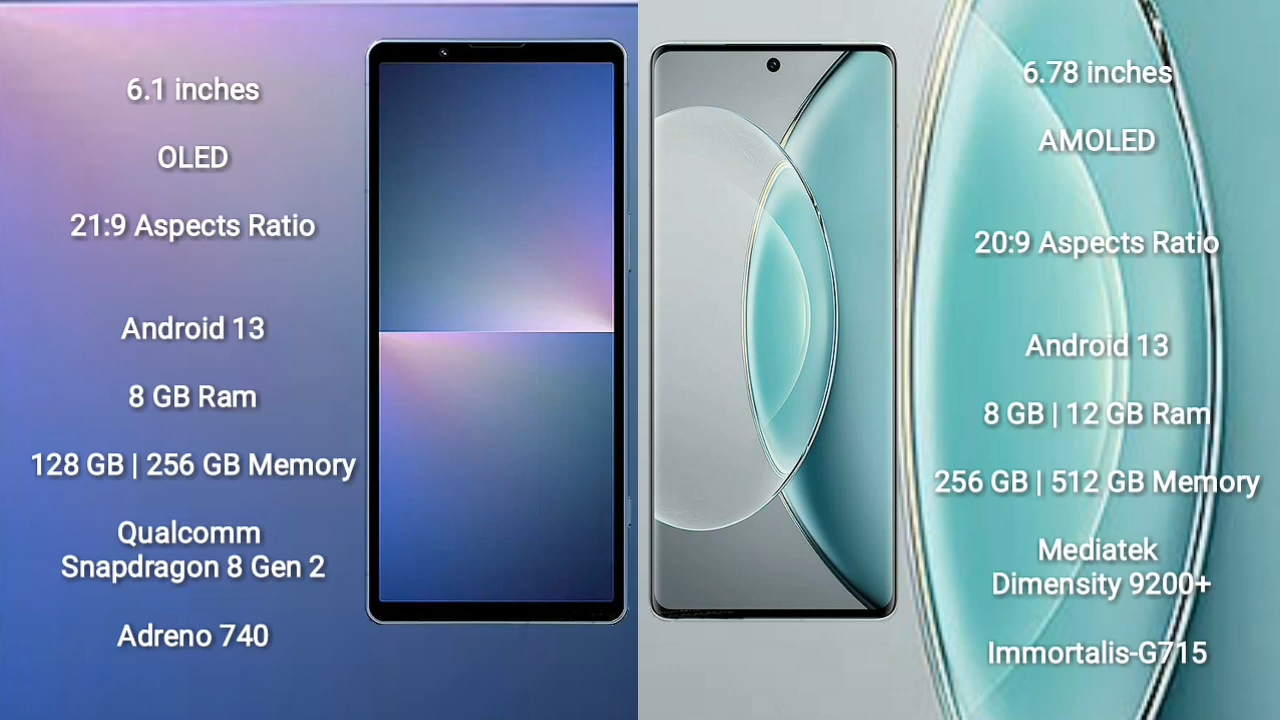 6.1 inches
OLED
21:9 Aspects Ratio
Android 13
8 GB Ram
128 GB | 256 GB Memory
Qualcomm
Snapdragon 8 Gen 2
Adreno 740
6.78 inches
AMOLED
20:9 Aspects Ratio
Android 13
8 GB | 12 GB Ram
256 GB | 512 GB Memory
Mediatek
Dimensity 9200+
Immortalis-G715